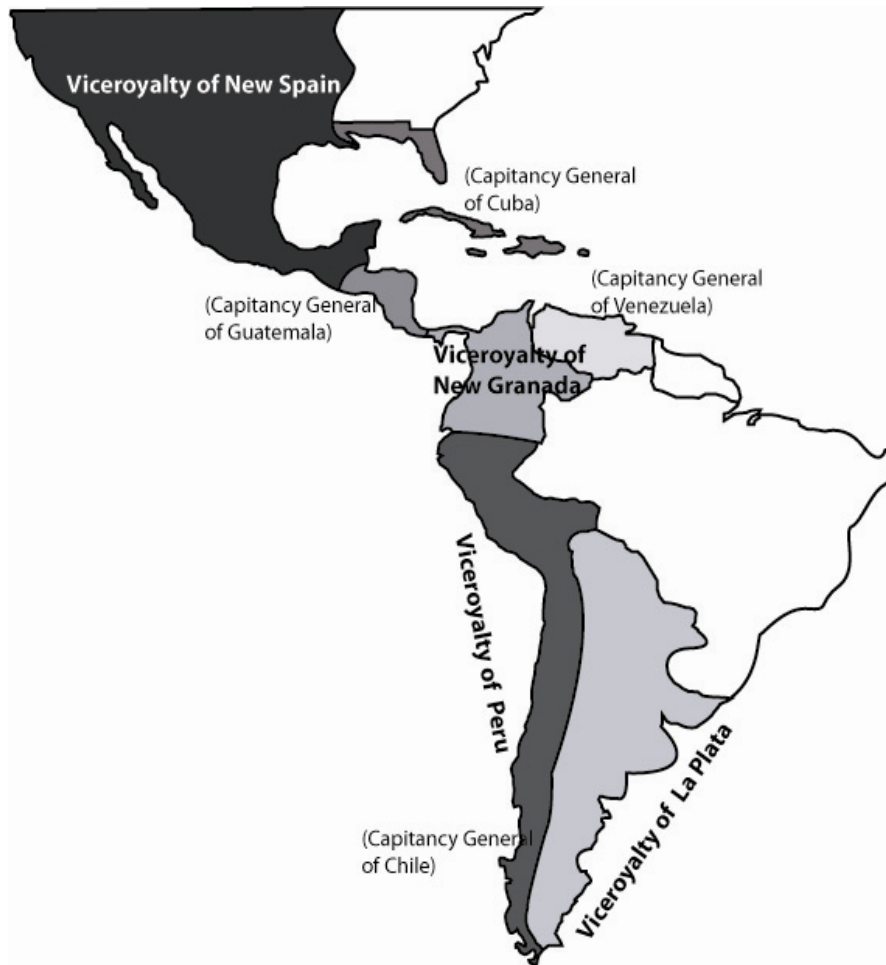 Viceroyalty of New Spain
(Capitancy General
of Cuba)
(Capitancy General
of Venezuela)
(Capitancy General
of Guatemala)
Viceroyalty of
New Granada
Viceroyalty of Peru
Viceroyalty of La Plata
(Capitancy General
of Chile)